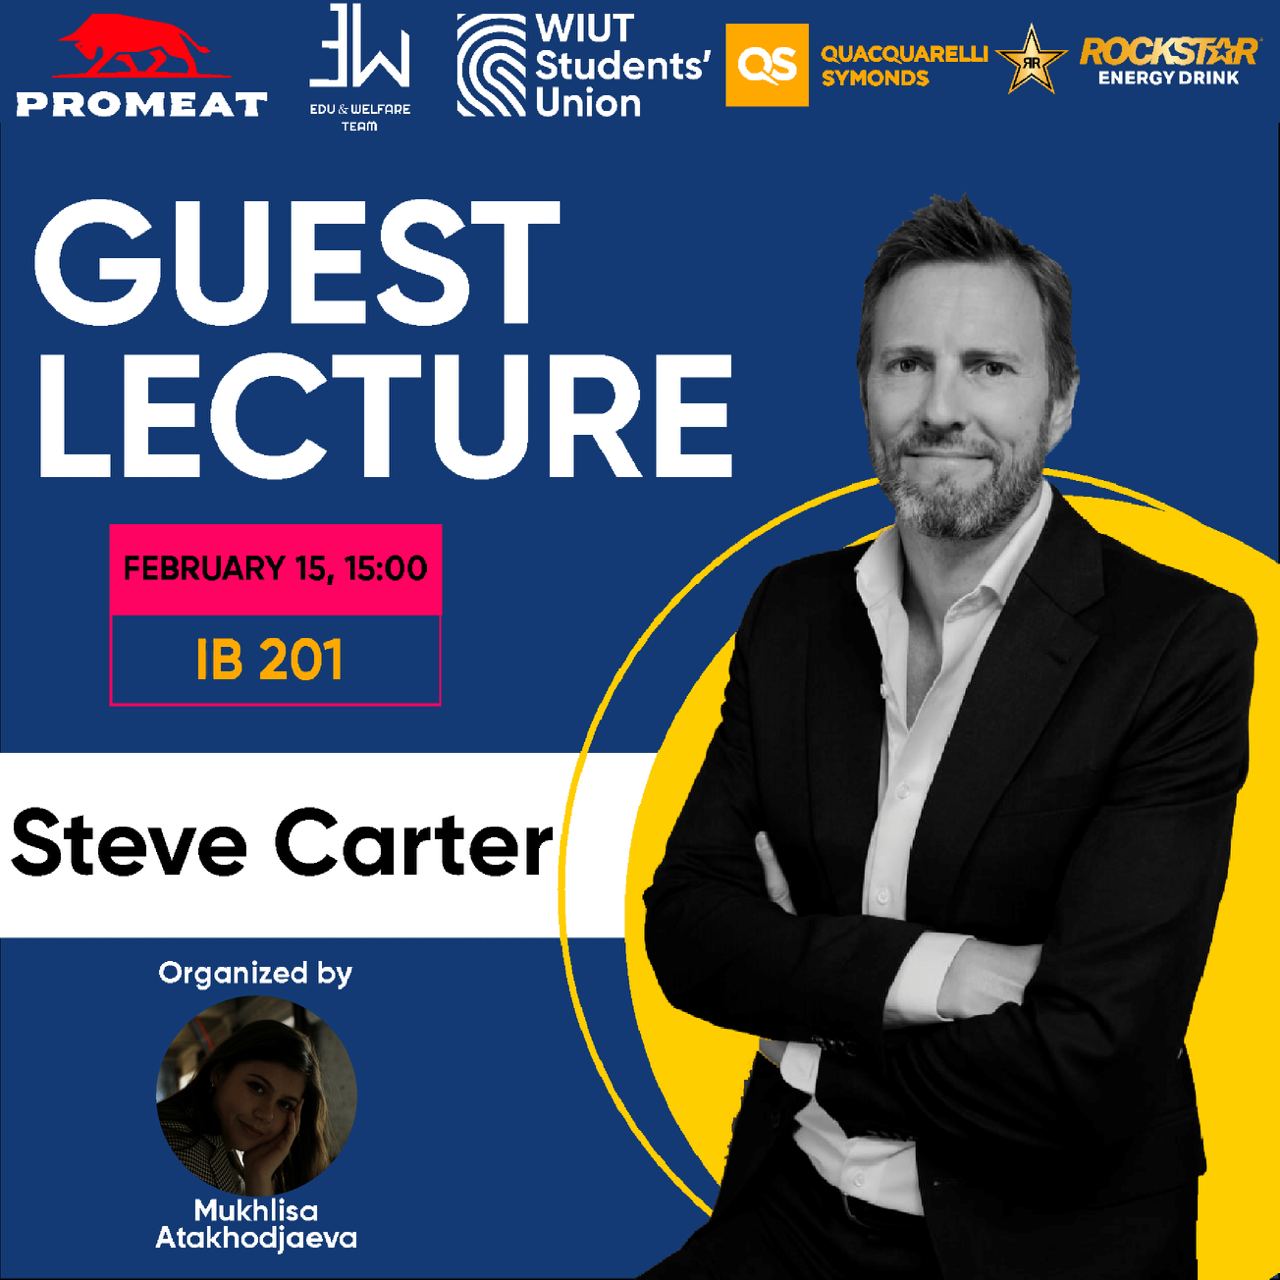 PROMEAT
EDU & WELFARE
TEAM
WIUT
Students'
Union
QS
QUACQUARELLI
SYMONDS
RR
ROCKSTAR
ENERGY DRINK
GUEST
LECTURE
FEBRUARY 15, 15:00
IB 201
Steve Carter
Organized by
Mukhlisa
Atakhodjaeva